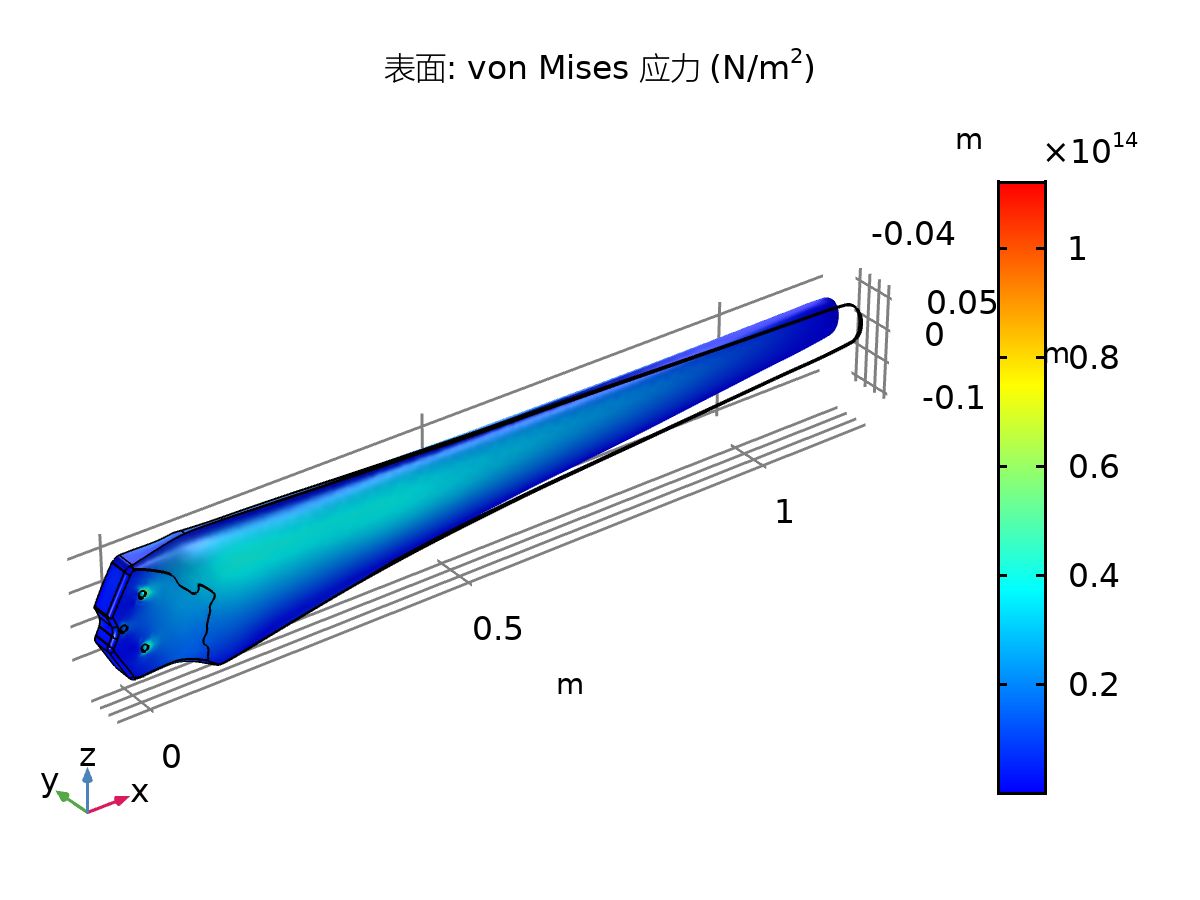 表面: von Mises 应力 (N/m²)
m
×10¹⁴
-0.04
1
0.05
0
m
0.8
-0.1
0.6
1
0.4
0.5
m
0.2
0
z
y
x